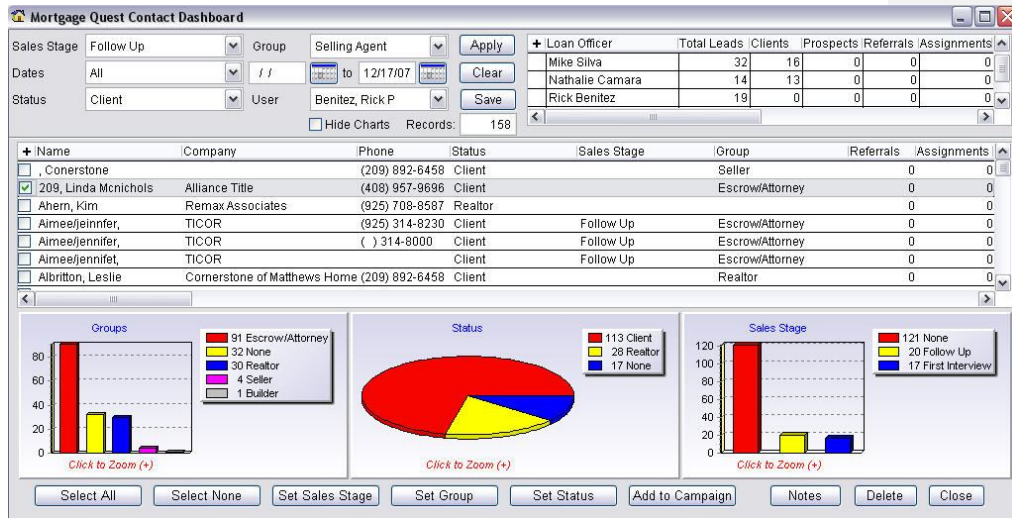 Mortgage Quest Contact Dashboard
Sales Stage Follow Up Group Selling Agent Apply
Dates All / / to 12/17/07 Clear
Status Client User Benitez, Rick P Save
Hide Charts Records: 158
+ Loan Officer Total Leads Clients Prospects Referrals Assignments
Mike Silva 32 16 0 0 0
Nathalie Camara 14 13 0 0 0
Rick Benitez 19 0 0 0 0
+ Name Company Phone Status Sales Stage Group Referrals Assignments
, Conerstone (209) 892-6458 Client Seller 0 0
209, Linda Mcnichols Alliance Title (408) 957-9696 Client Escrow/Attorney 0 0
Ahern, Kim Remax Associates (925) 708-8587 Realtor 0 0
Aimee/jeinnfer, TICOR (925) 314-8230 Client Follow Up Escrow/Attorney 0 0
Aimee/jennifer, TICOR ( ) 314-8000 Client Follow Up Escrow/Attorney 0 0
Aimee/jennifet, TICOR Client Follow Up Escrow/Attorney 0 0
Albritton, Leslie Cornerstone of Matthews Home (209) 892-6458 Client Realtor 0 0
Groups
80
60
40
20
0
91 Escrow/Attorney
32 None
30 Realtor
4 Seller
1 Builder
Click to Zoom (+)
Status
113 Client
28 Realtor
17 None
Click to Zoom (+)
Sales Stage
120
100
80
60
40
20
0
121 None
20 Follow Up
17 First Interview
Click to Zoom (+)
Select All Select None Set Sales Stage Set Group Set Status Add to Campaign Notes Delete Close